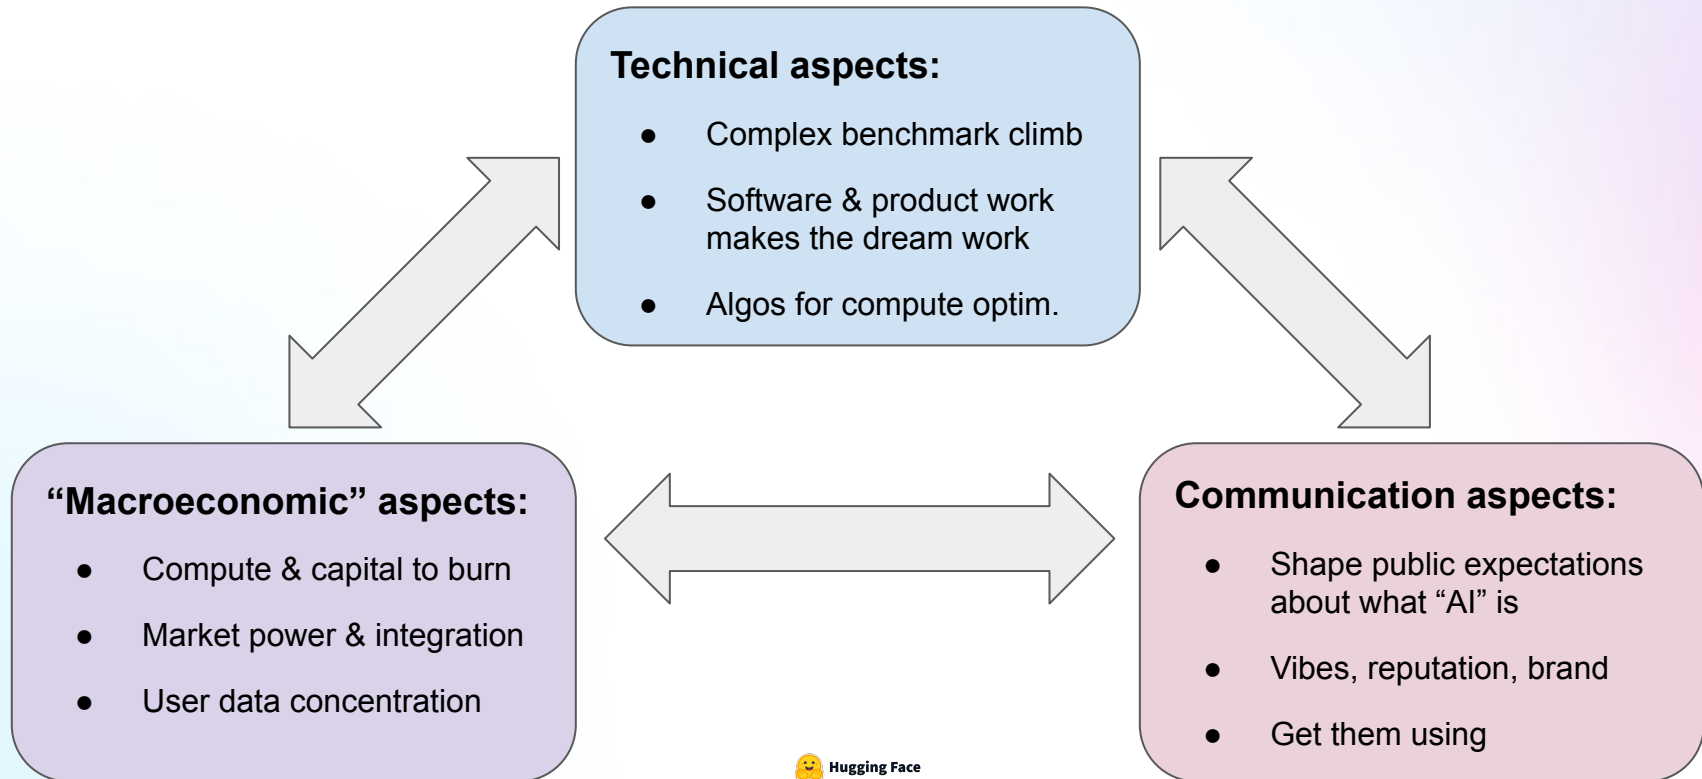 Technical aspects:
● Complex benchmark climb
● Software & product work
makes the dream work
● Algos for compute optim.
“Macroeconomic” aspects:
● Compute & capital to burn
● Market power & integration
● User data concentration
Communication aspects:
● Shape public expectations
about what “AI” is
● Vibes, reputation, brand
● Get them using
Hugging Face